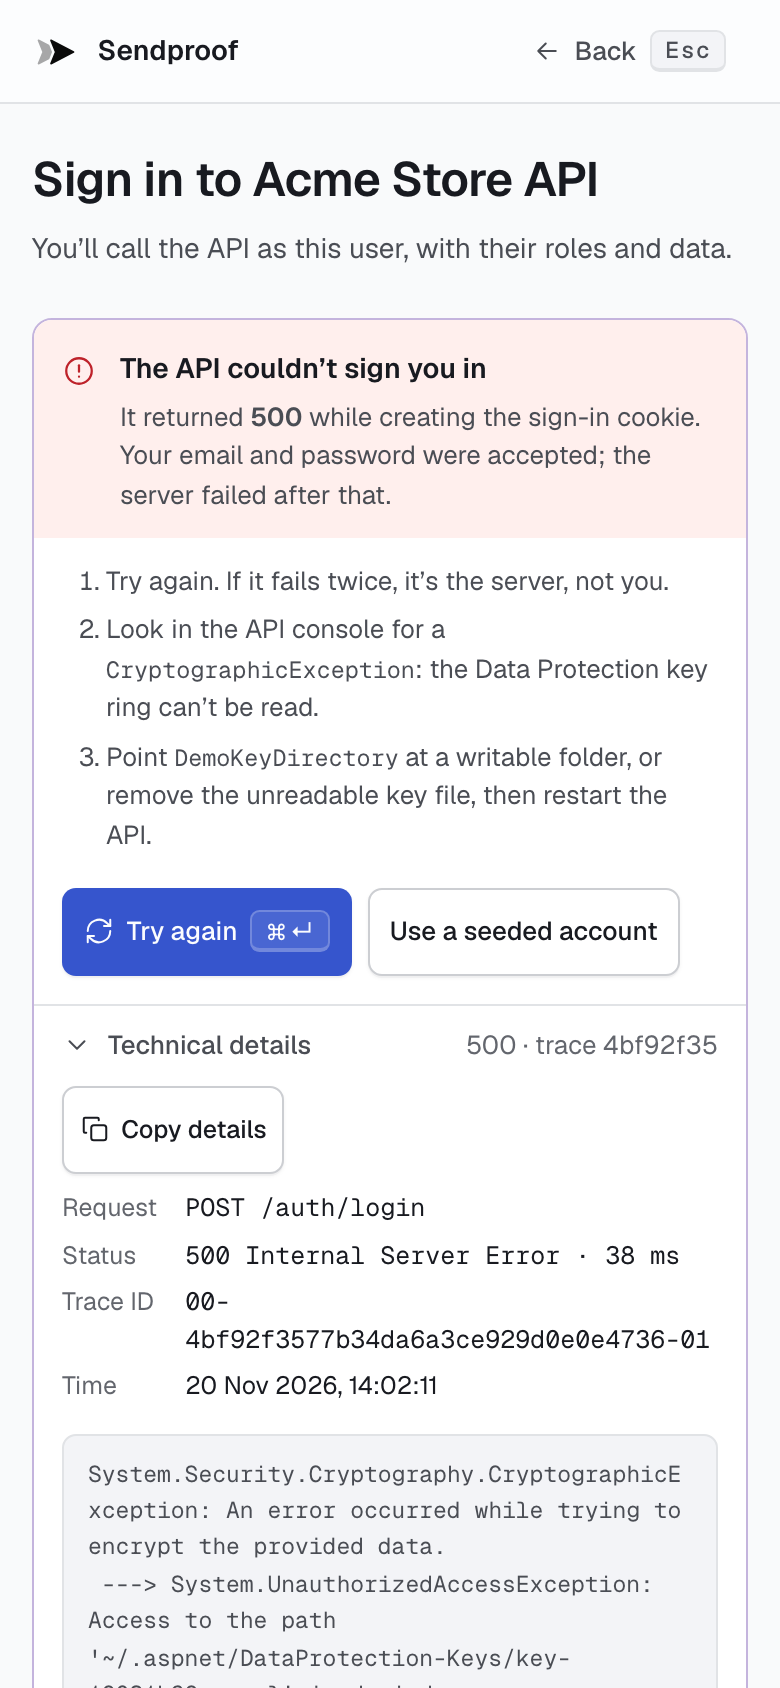 Sendproof
← Back Esc
Sign in to Acme Store API
You’ll call the API as this user, with their roles and data.
The API couldn’t sign you in
It returned 500 while creating the sign-in cookie.
Your email and password were accepted; the
server failed after that.
1. Try again. If it fails twice, it’s the server, not you.
2. Look in the API console for a
CryptographicException: the Data Protection key
ring can’t be read.
3. Point DemoKeyDirectory at a writable folder, or
remove the unreadable key file, then restart the
API.
Try again ⌘ ↵
Use a seeded account
Technical details
500 · trace 4bf92f35
Copy details
Request POST /auth/login
Status 500 Internal Server Error · 38 ms
Trace ID 00-
4bf92f3577b34da6a3ce929d0e0e4736-01
Time 20 Nov 2026, 14:02:11
System.Security.Cryptography.CryptographicE
xception: An error occurred while trying to
encrypt the provided data.
---> System.UnauthorizedAccessException:
Access to the path
'~/.aspnet/DataProtection-Keys/key-